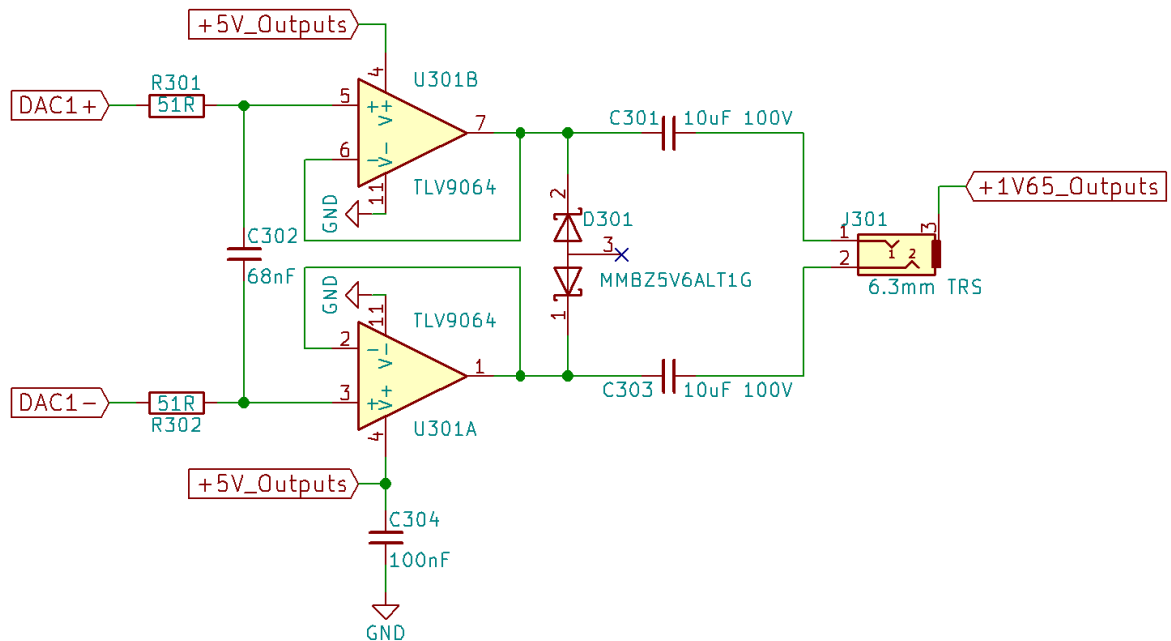 +5V_Outputs
4
U301B
R301
DAC1+
51R
5
+
V+
7
C301
10uF 100V
6
V-
TLV9064
11
GND
2
+1V65_Outputs
D301
J301
3
1
C302
3
1
2
2
68nF
MMBZ5V6ALT1G
6.3mm TRS
GND
11
TLV9064
1
2
V-
1
C303
10uF 100V
DAC1-
51R
3
+
V+
R302
U301A
4
+5V_Outputs
C304
100nF
GND